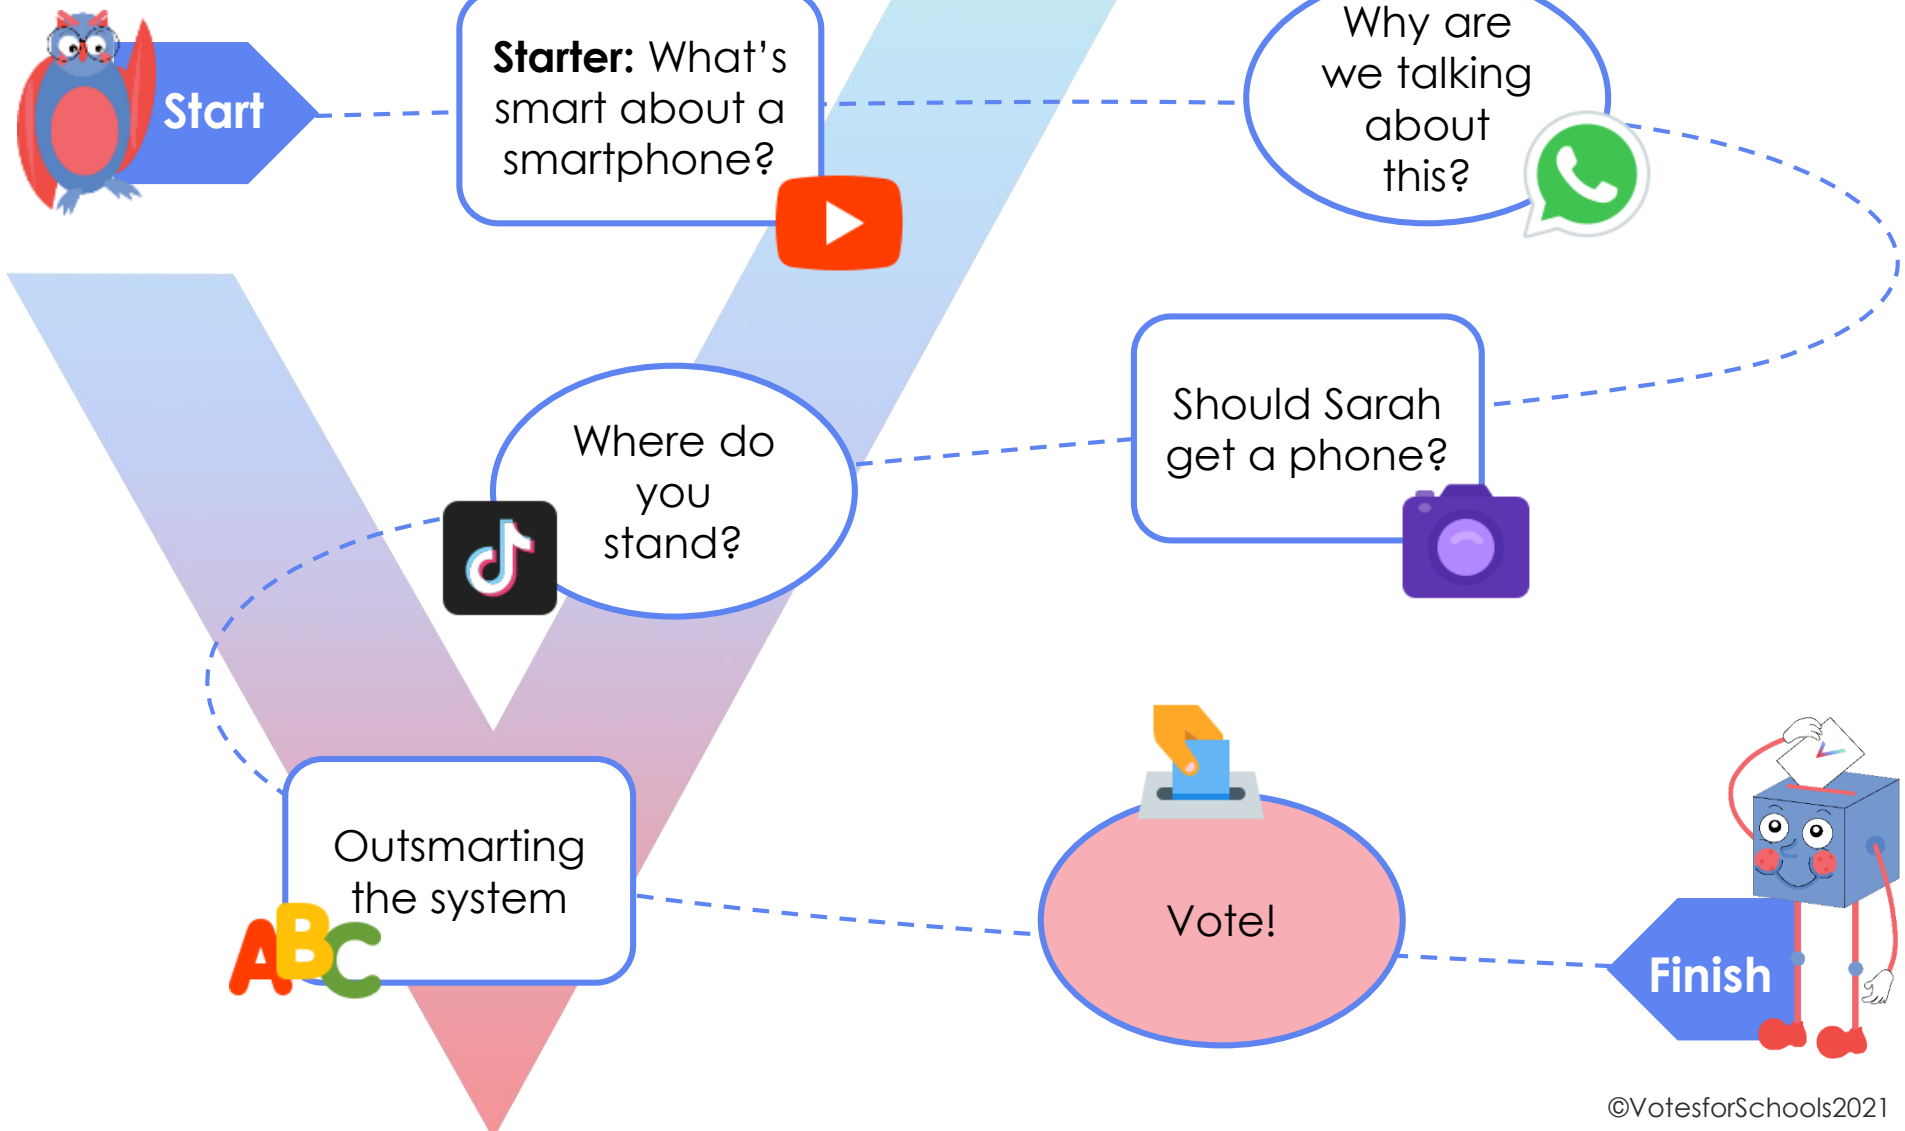 Start
Starter: What's
smart about a
smartphone?
Why are
we talking
about
this?
Should Sarah
get a phone?
Where do
you
stand?
Outsmarting
the system
ABC
Vote!
Finish
©VotesforSchools2021